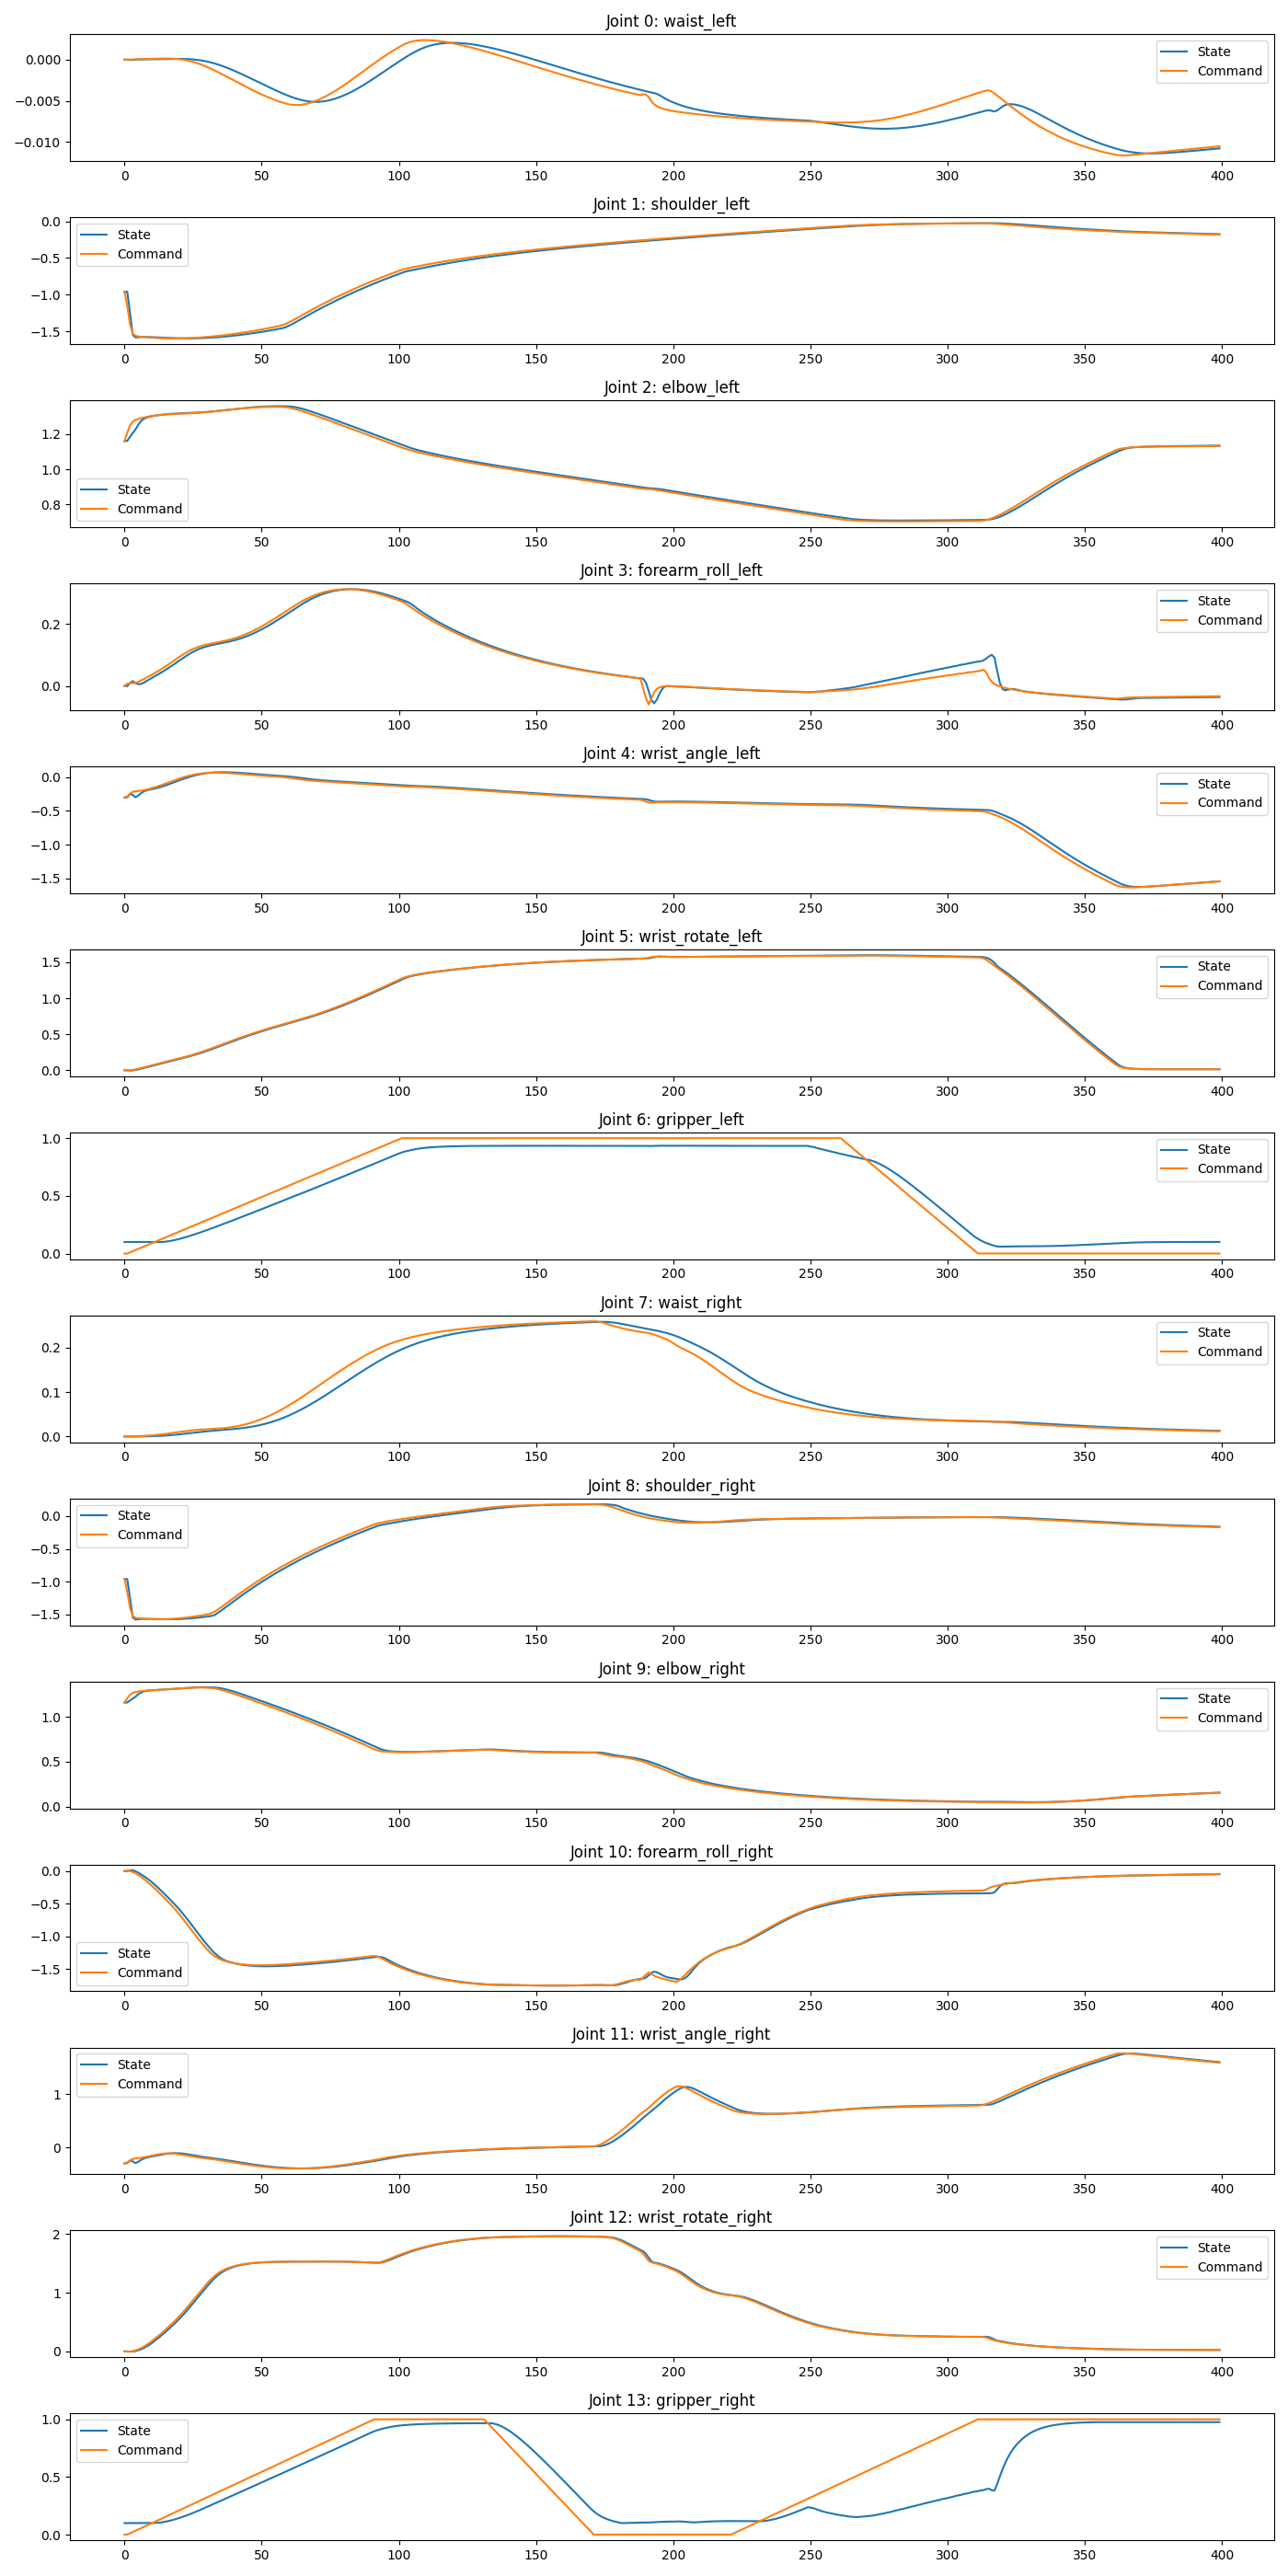 Joint 0: waist_left
0.000
−0.005
−0.010
State
Command
0 50 100 150 200 250 300 350 400
Joint 1: shoulder_left
0.0
−0.5
−1.0
−1.5
State
Command
0 50 100 150 200 250 300 350 400
Joint 2: elbow_left
1.2
1.0
0.8
State
Command
0 50 100 150 200 250 300 350 400
Joint 3: forearm_roll_left
0.2
0.0
State
Command
0 50 100 150 200 250 300 350 400
Joint 4: wrist_angle_left
0.0
−0.5
−1.0
−1.5
State
Command
0 50 100 150 200 250 300 350 400
Joint 5: wrist_rotate_left
1.5
1.0
0.5
0.0
State
Command
0 50 100 150 200 250 300 350 400
Joint 6: gripper_left
1.0
0.5
0.0
State
Command
0 50 100 150 200 250 300 350 400
Joint 7: waist_right
0.2
0.1
0.0
State
Command
0 50 100 150 200 250 300 350 400
Joint 8: shoulder_right
0.0
−0.5
−1.0
−1.5
State
Command
0 50 100 150 200 250 300 350 400
Joint 9: elbow_right
1.0
0.5
0.0
State
Command
0 50 100 150 200 250 300 350 400
Joint 10: forearm_roll_right
0.0
−0.5
−1.0
−1.5
State
Command
0 50 100 150 200 250 300 350 400
Joint 11: wrist_angle_right
1
0
State
Command
0 50 100 150 200 250 300 350 400
Joint 12: wrist_rotate_right
2
1
0
State
Command
0 50 100 150 200 250 300 350 400
Joint 13: gripper_right
1.0
0.5
0.0
State
Command
0 50 100 150 200 250 300 350 400